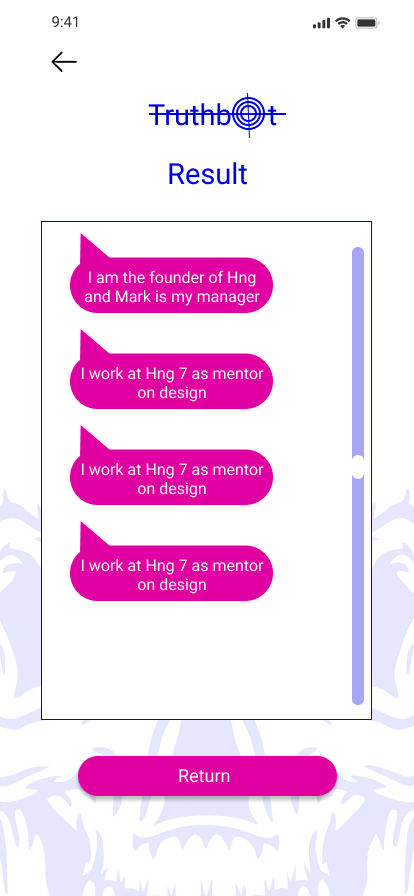 9:41
Truthbot
Result
I am the founder of Hng
and Mark is my manager
I work at Hng 7 as mentor
on design
I work at Hng 7 as mentor
on design
I work at Hng 7 as mentor
on design
Return